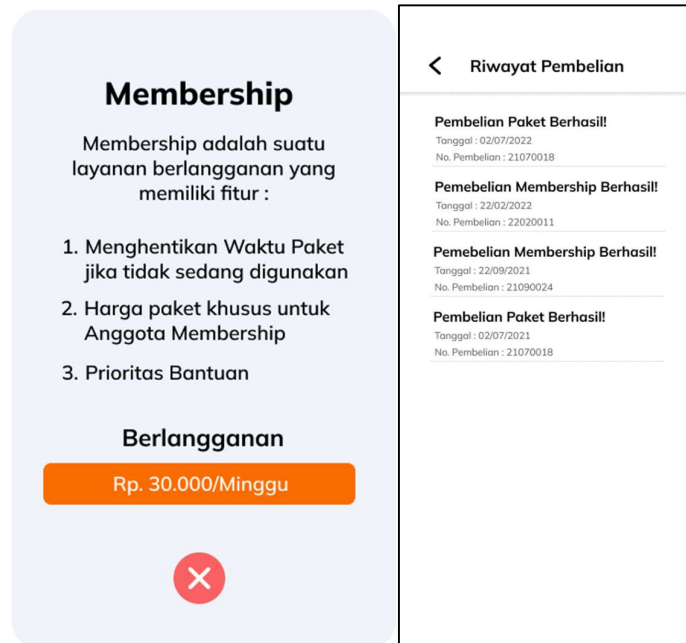 Membership
Membership adalah suatu
layanan berlangganan yang
memiliki fitur :
1. Menghentikan Waktu Paket
jika tidak sedang digunakan
2. Harga paket khusus untuk
Anggota Membership
3. Prioritas Bantuan
Berlangganan
Rp. 30.000/Minggu
Riwayat Pembelian
Pembelian Paket Berhasil!
Tanggal : 02/07/2022
No. Pembelian : 21070018
Pemebelian Membership Berhasil!
Tanggal : 22/02/2022
No. Pembelian : 22020011
Pemebelian Membership Berhasil!
Tanggal : 22/09/2021
No. Pembelian : 21090024
Pembelian Paket Berhasil!
Tanggal : 02/07/2021
No. Pembelian : 21070018